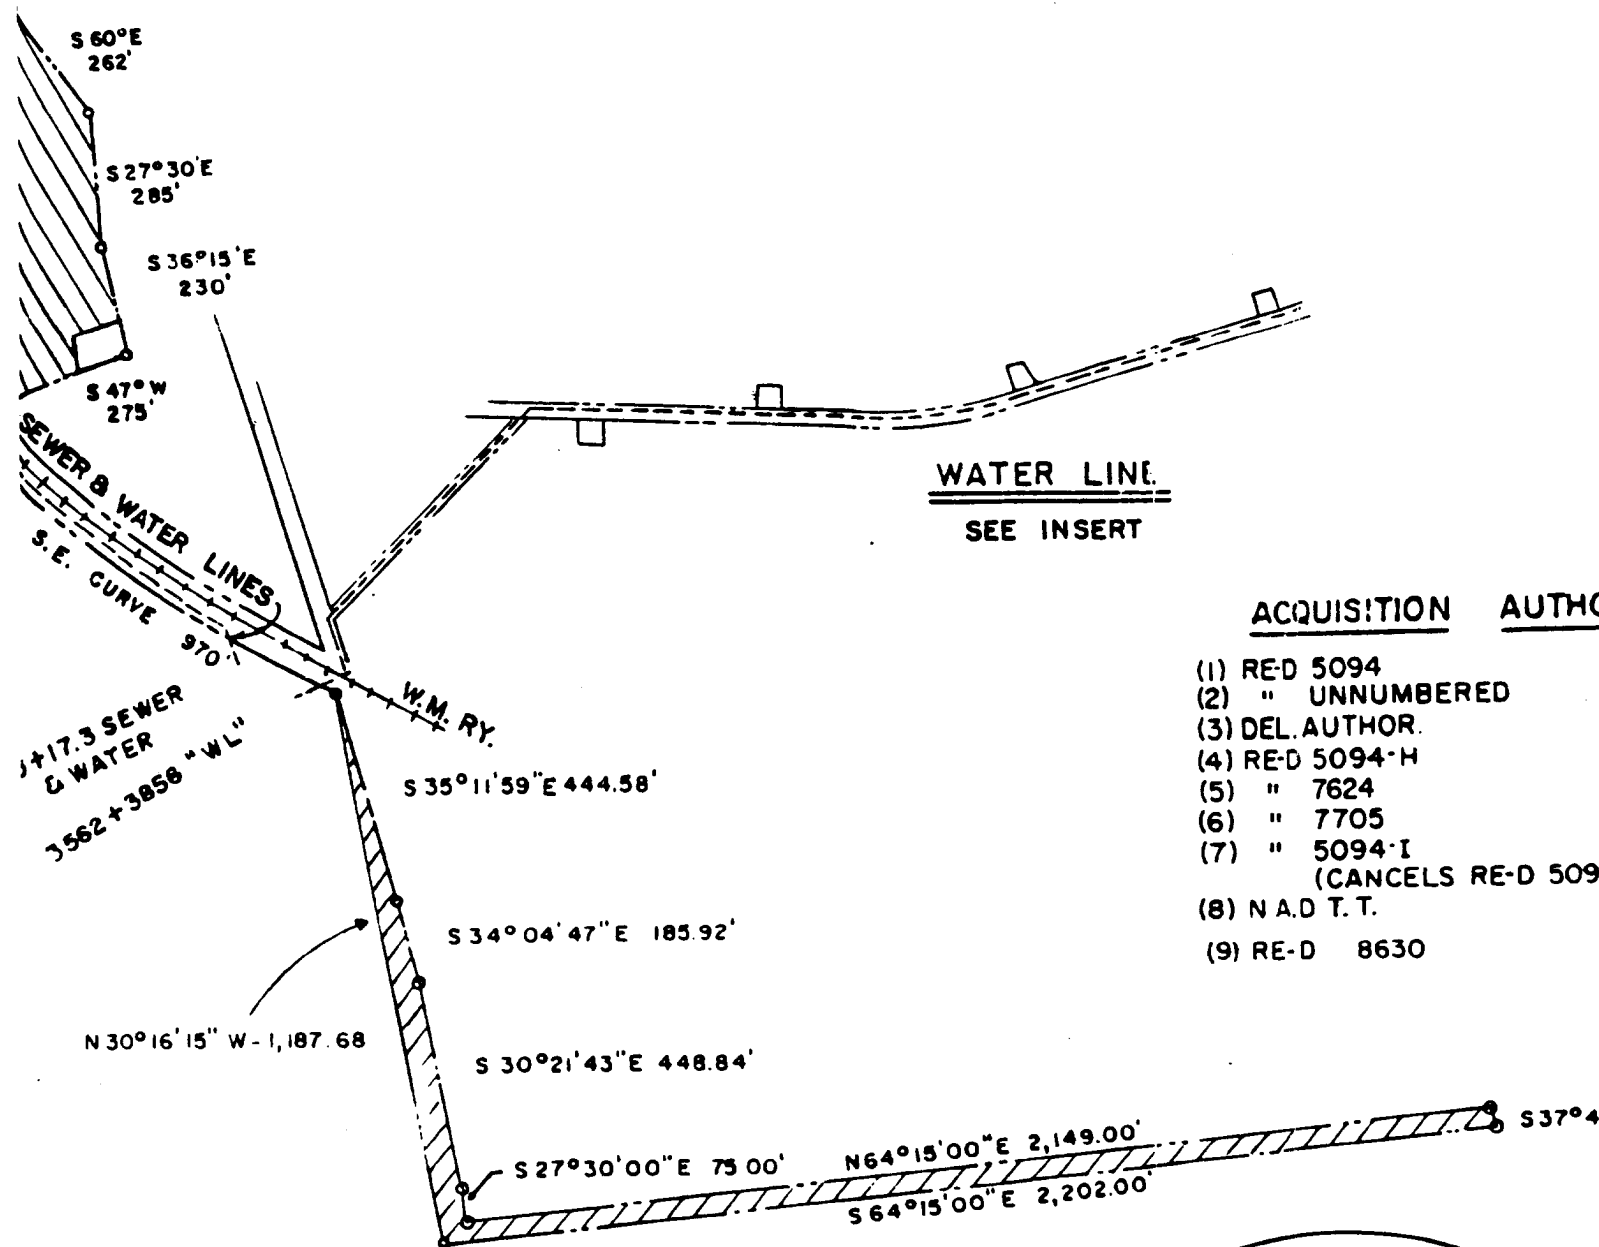 S 60°E
262'
S 27°30'E
285'
S 36°15'E
230'
S 47°W
275'
SEWER & WATER LINES
S.E. CURVE 970'
W.M. RY.
+17.3 SEWER
& WATER
3562+3858 "WL"
WATER LINE
SEE INSERT
ACQUISITION AUTHO
(1) RE-D 5094
(2) " UNNUMBERED
(3) DEL. AUTHOR.
(4) RE-D 5094-H
(5) " 7624
(6) " 7705
(7) " 5094-I
(CANCELS RE-D 509
(8) N A.D T. T.
(9) RE-D 8630
S 35°11'59"E 444.58'
S 34°04'47"E 185.92'
N 30°16'15" W-1,187.68
S 30°21'43"E 448.84'
S 27°30'00"E 75 00'
N64°15'00"E 2,149.00'
S 64°15'00"E 2,202.00'
S 37°4